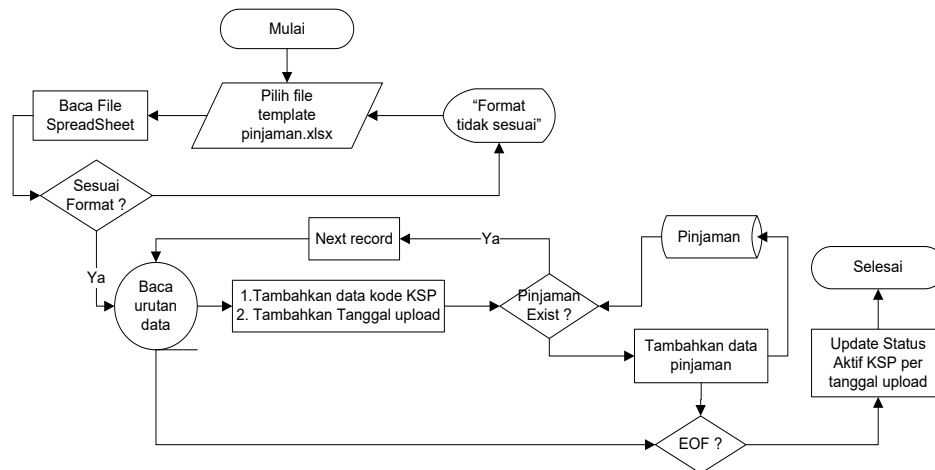 Mulai
Pilih file
template
pinjaman.xlsx
Baca File
SpreadSheet
“Format
tidak sesuai”
Sesuai
Format ?
Ya
Next record
Ya
Pinjaman
Selesai
Baca
urutan
data
1.Tambahkan data kode KSP
2. Tambahkan Tanggal upload
Pinjaman
Exist ?
Tambahkan data
pinjaman
Update Status
Aktif KSP per
tanggal upload
EOF ?